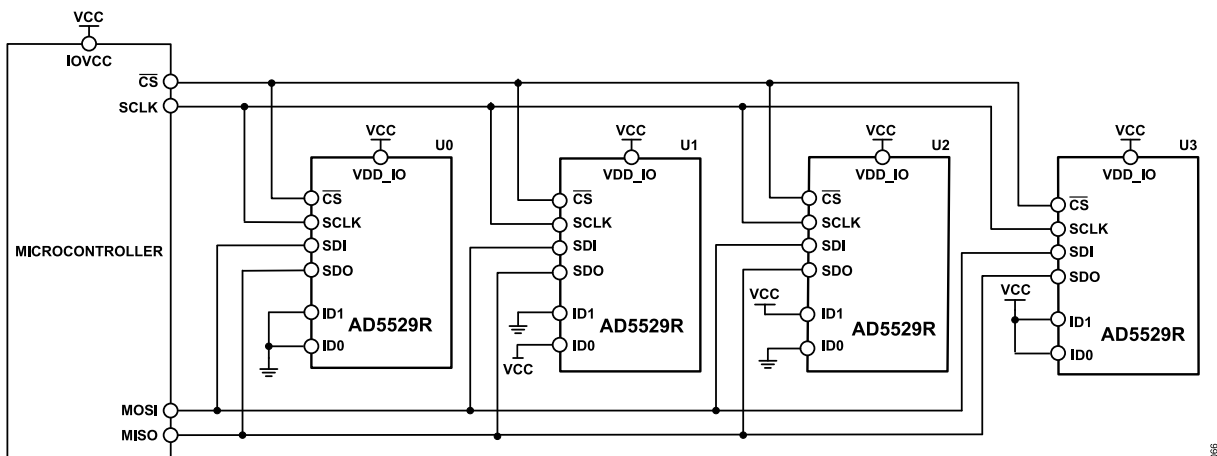 VCC
IOVCC
CS
SCLK
MICROCONTROLLER
MOSI
MISO
VCC
U0
VDD_IO
CS
SCLK
SDI
SDO
ID1
AD5529R
ID0
VCC
U1
VDD_IO
CS
SCLK
SDI
SDO
ID1
AD5529R
ID0
VCC
VCC
U2
VDD_IO
CS
SCLK
SDI
SDO
VCC
ID1
AD5529R
ID0
VCC
U3
VDD_IO
CS
SCLK
SDI
SDO
VCC
ID1
AD5529R
ID0